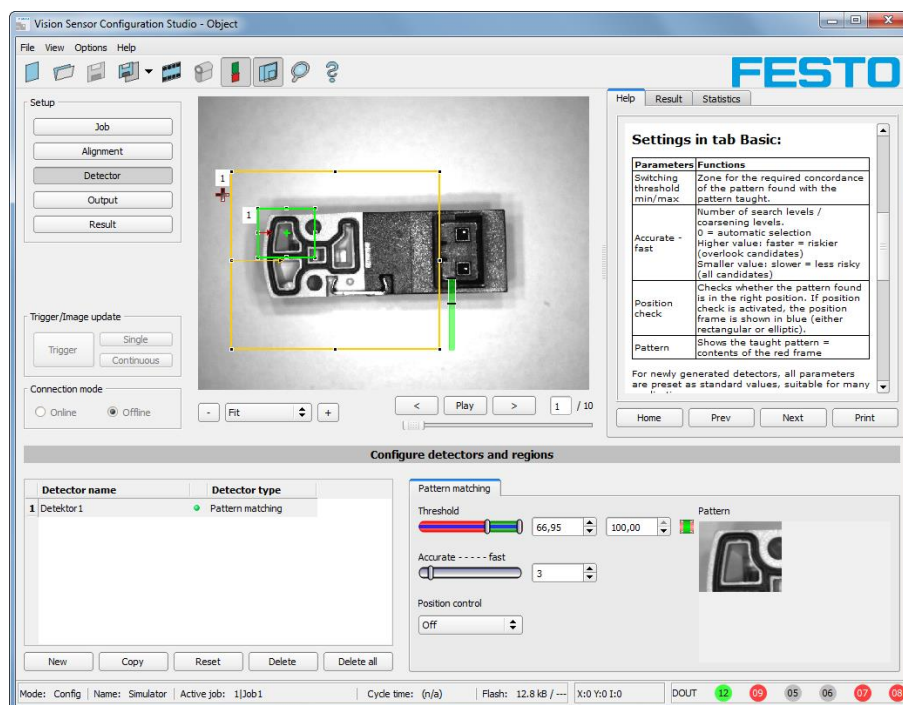 Vision Sensor Configuration Studio - Object
File View Options Help
FESTO
Setup
Job
Alignment
Detector
Output
Result
Trigger/Image update
Trigger
Single
Continuous
Connection mode
Online Offline
1
1
- Fit +
< Play > 1 / 10
Help Result Statistics
Settings in tab Basic:
Parameters Functions
Switching threshold min/max
Zone for the required concordance
of the pattern found with the
pattern taught.
Accurate - fast
Number of search levels /
coarsening levels.
0 = automatic selection
Higher value: faster = riskier
(overlook candidates)
Smaller value: slower = less risky
(all candidates)
Position check
Checks whether the pattern found
is in the right position. If position
check is activated, the position
frame is shown in blue (either
rectangular or elliptic).
Pattern
Shows the taught pattern =
contents of the red frame
For newly generated detectors, all parameters
are preset as standard values, suitable for many
Home Prev Next Print
Configure detectors and regions
Detector name Detector type
1 Detektor1 Pattern matching
New Copy Reset Delete Delete all
Pattern matching
Threshold
66,95 100,00
Pattern
Accurate - - - - - fast
3
Position control
Off
Mode: Config Name: Simulator Active job: 1|Job1 Cycle time: (n/a) Flash: 12.8 kB / --- X:0 Y:0 I:0 DOUT 12 09 05 06 07 08